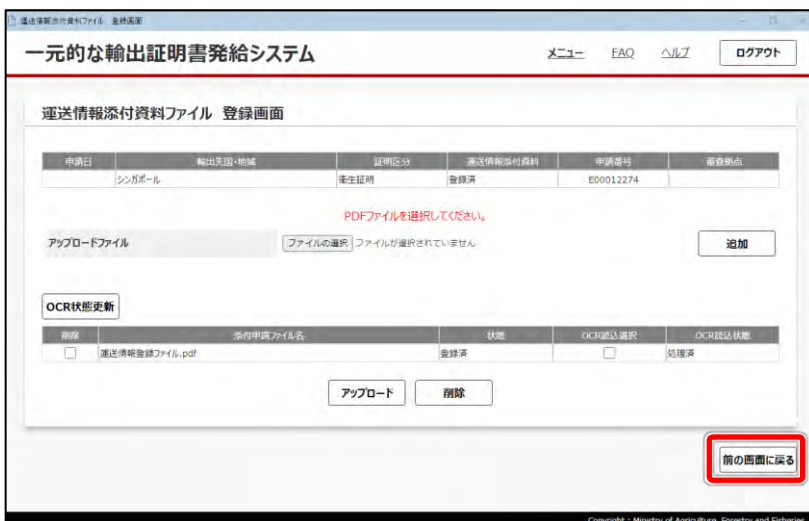 運送情報添付資料ファイル 登録画面
一元的な輸出証明書発給システム
メニュー FAQ ヘルプ ログアウト
運送情報添付資料ファイル 登録画面
申請日 輸出先国・地域 証明区分 運送情報添付資料 申請番号 審査拠点
シンガポール 衛生証明 登録済 E00012274
PDFファイルを選択してください。
アップロードファイル ファイルの選択 ファイルが選択されていません 追加
OCR状態更新
削除 添付申請ファイル名 状態 OCR読込選択 OCR読込状態
運送情報登録ファイル.pdf 登録済 処理済
アップロード 削除
前の画面に戻る
Copyright : Ministry of Agriculture, Forestry and Fisheries